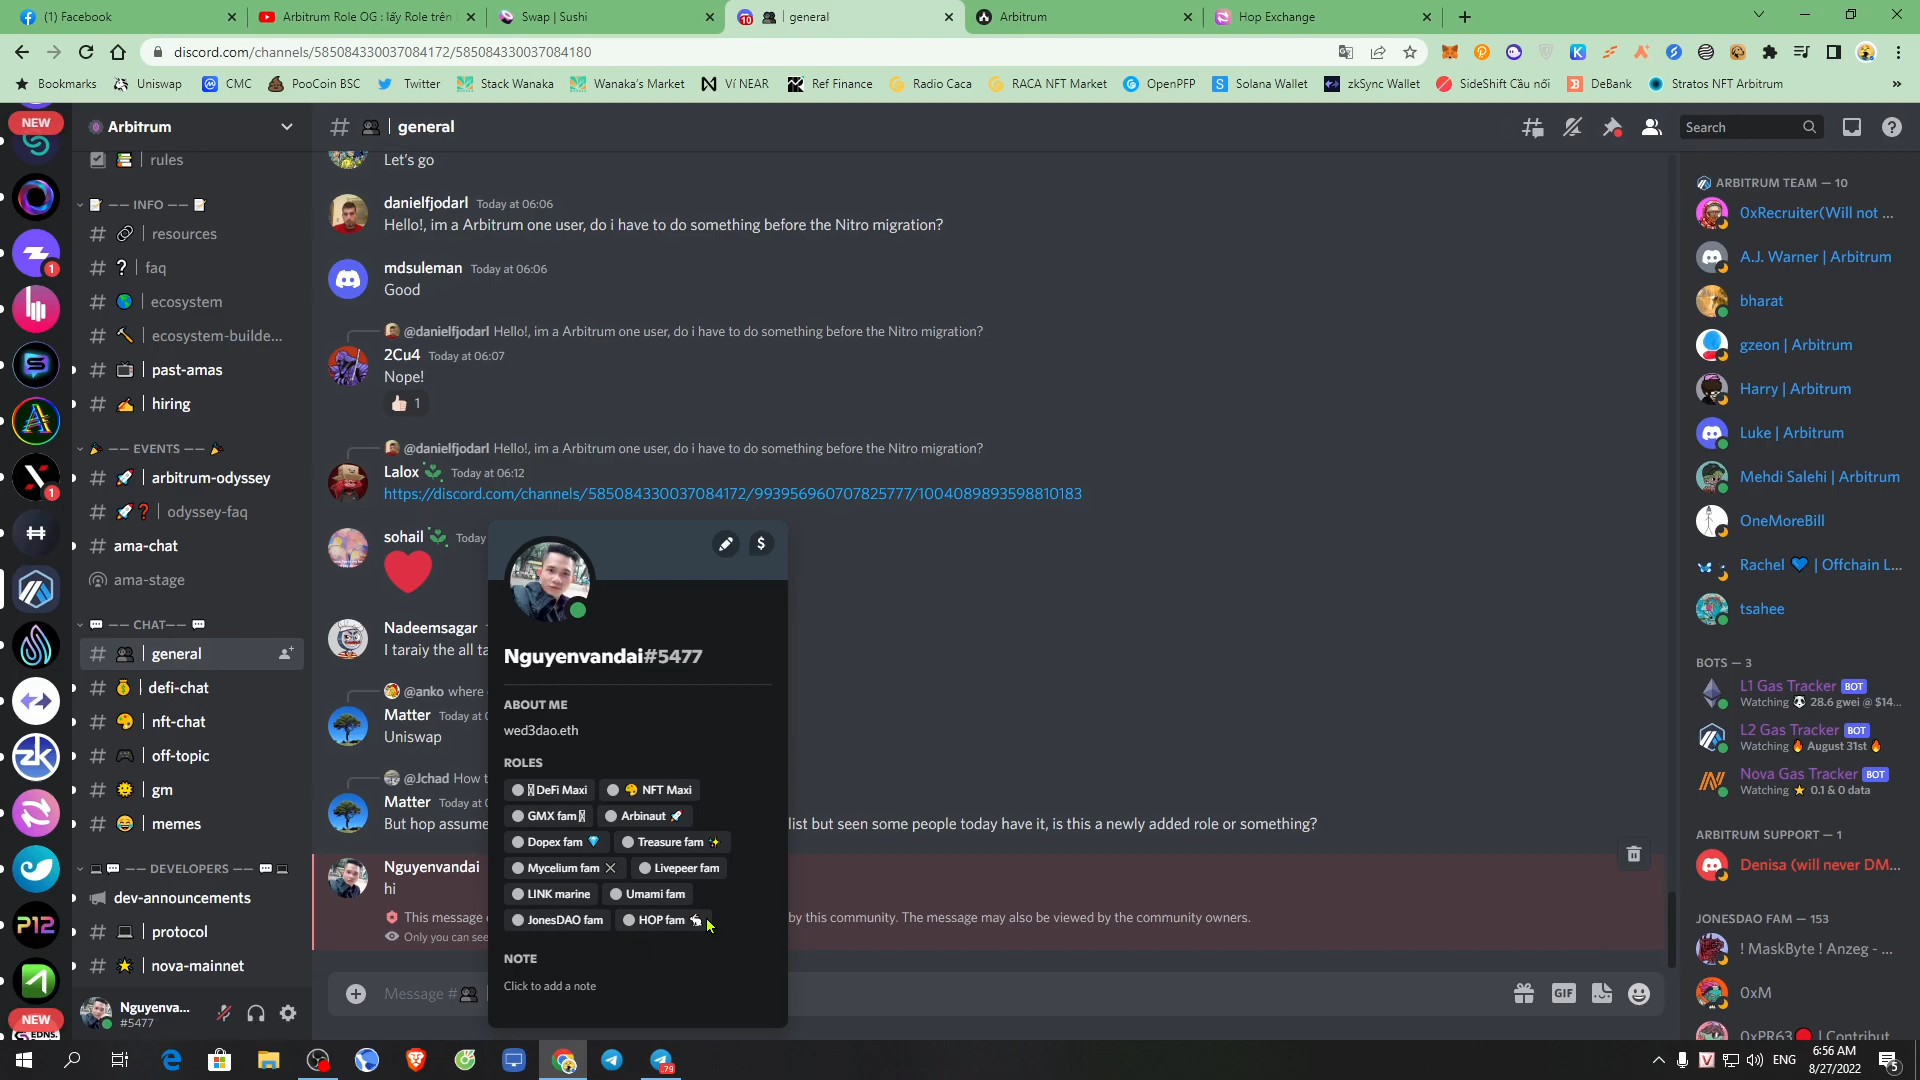 (1) Facebook
Arbitrum Role OG : lấy Role trên
Swap | Sushi
10 | general
Arbitrum
Hop Exchange
discord.com/channels/585084330037084172/585084330037084180
Bookmarks Uniswap CMC PooCoin BSC Twitter Stack Wanaka Wanaka's Market Ví NEAR Ref Finance Radio Caca RACA NFT Market OpenPFP Solana Wallet zkSync Wallet SideShift Cầu nối DeBank Stratos NFT Arbitrum »
NEW
1
1
P12
NEW
EDNS.
Arbitrum
| rules
—— INFO ——
# | resources
# ? | faq
# | ecosystem
# | ecosystem-builde...
# | past-amas
# | hiring
—— EVENTS ——
# | arbitrum-odyssey
# ❓ | odyssey-faq
# ama-chat
ama-stage
—— CHAT——
# | general
# | defi-chat
# | nft-chat
# | off-topic
# | gm
# | memes
—— DEVELOPERS ——
dev-announcements
# | protocol
# | nova-mainnet
Nguyenva...
#5477
# | general
Search
Let's go
danielfjodarl Today at 06:06
Hello!, im a Arbitrum one user, do i have to do something before the Nitro migration?
mdsuleman Today at 06:06
Good
@danielfjodarl Hello!, im a Arbitrum one user, do i have to do something before the Nitro migration?
2Cu4 Today at 06:07
Nope!
1
@danielfjodarl Hello!, im a Arbitrum one user, do i have to do something before the Nitro migration?
Lalox Today at 06:12
https://discord.com/channels/585084330037084172/993956960707825777/1004089893598810183
sohail Today
Nadeemsagar
I taraiy the all ta
@anko where
Matter Today at
Uniswap
@Jchad How t
Matter Today at
But hop assume
list but seen some people today have it, is this a newly added role or something?
Nguyenvandai
hi
This message
by this community. The message may also be viewed by the community owners.
Only you can see
Message #
GIF
$
Nguyenvandai#5477
ABOUT ME
wed3dao.eth
ROLES
DeFi Maxi
NFT Maxi
GMX fam
Arbinaut
Dopex fam
Treasure fam
Mycelium fam
Livepeer fam
LINK marine
Umami fam
JonesDAO fam
HOP fam
NOTE
Click to add a note
ARBITRUM TEAM — 10
0xRecruiter(Will not ...
A.J. Warner | Arbitrum
bharat
gzeon | Arbitrum
Harry | Arbitrum
Luke | Arbitrum
Mehdi Salehi | Arbitrum
OneMoreBill
Rachel | Offchain L...
tsahee
BOTS — 3
L1 Gas Tracker BOT
Watching 28.6 gwei @ $14...
L2 Gas Tracker BOT
Watching August 31st
Nova Gas Tracker BOT
Watching 0.1 & 0 data
ARBITRUM SUPPORT — 1
Denisa (will never DM...
JONESDAO FAM — 153
! MaskByte ! Anzeg - ...
0xM
0xPR63 | Contribut
79
V
ENG
6:56 AM
8/27/2022
5